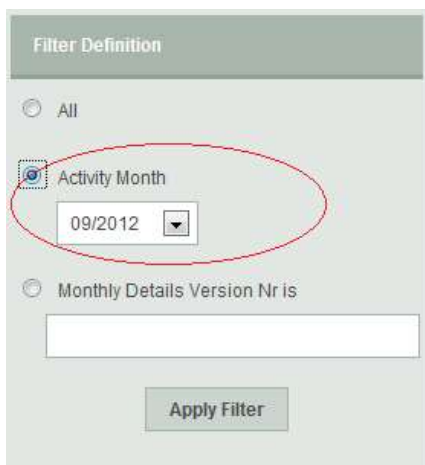 Filter Definition
All
Activity Month
09/2012
Monthly Details Version Nr is
Apply Filter